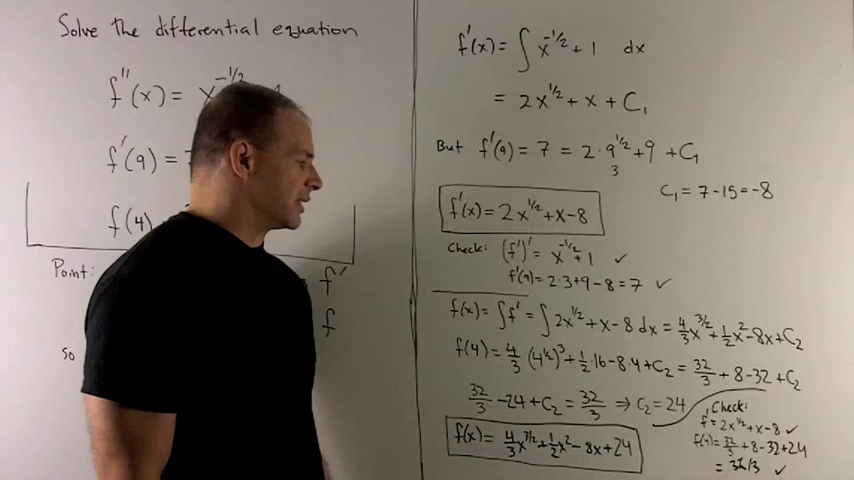 Solve the differential equation
f''(x) = x^{-1/2}
f'(9) =
f(4)
Point: f'
f
So
f'(x) = ∫ x^{-1/2} + 1 dx
= 2x^{1/2} + x + C₁
But f'(9) = 7 = 2·9^{1/2} + 9 + C₁
3
C₁ = 7 - 15 = -8
f'(x) = 2x^{1/2} + x - 8
Check: (f')' = x^{-1/2} + 1 ✓
f'(9) = 2·3 + 9 - 8 = 7 ✓
f(x) = ∫f' = ∫ 2x^{1/2} + x - 8 dx = 4/3 x^{3/2} + 1/2 x² - 8x + C₂
f(4) = 4/3 (4^{1/2})³ + 1/2·16 - 8·4 + C₂ = 32/3 + 8 - 32 + C₂
32/3 - 24 + C₂ = 32/3 ⇒ C₂ = 24
f(x) = 4/3 x^{3/2} + 1/2 x² - 8x + 24
Check:
f' = 2x^{1/2} + x - 8 ✓
f(4) = 32/3 + 8 - 32 + 24
= 32/3 ✓